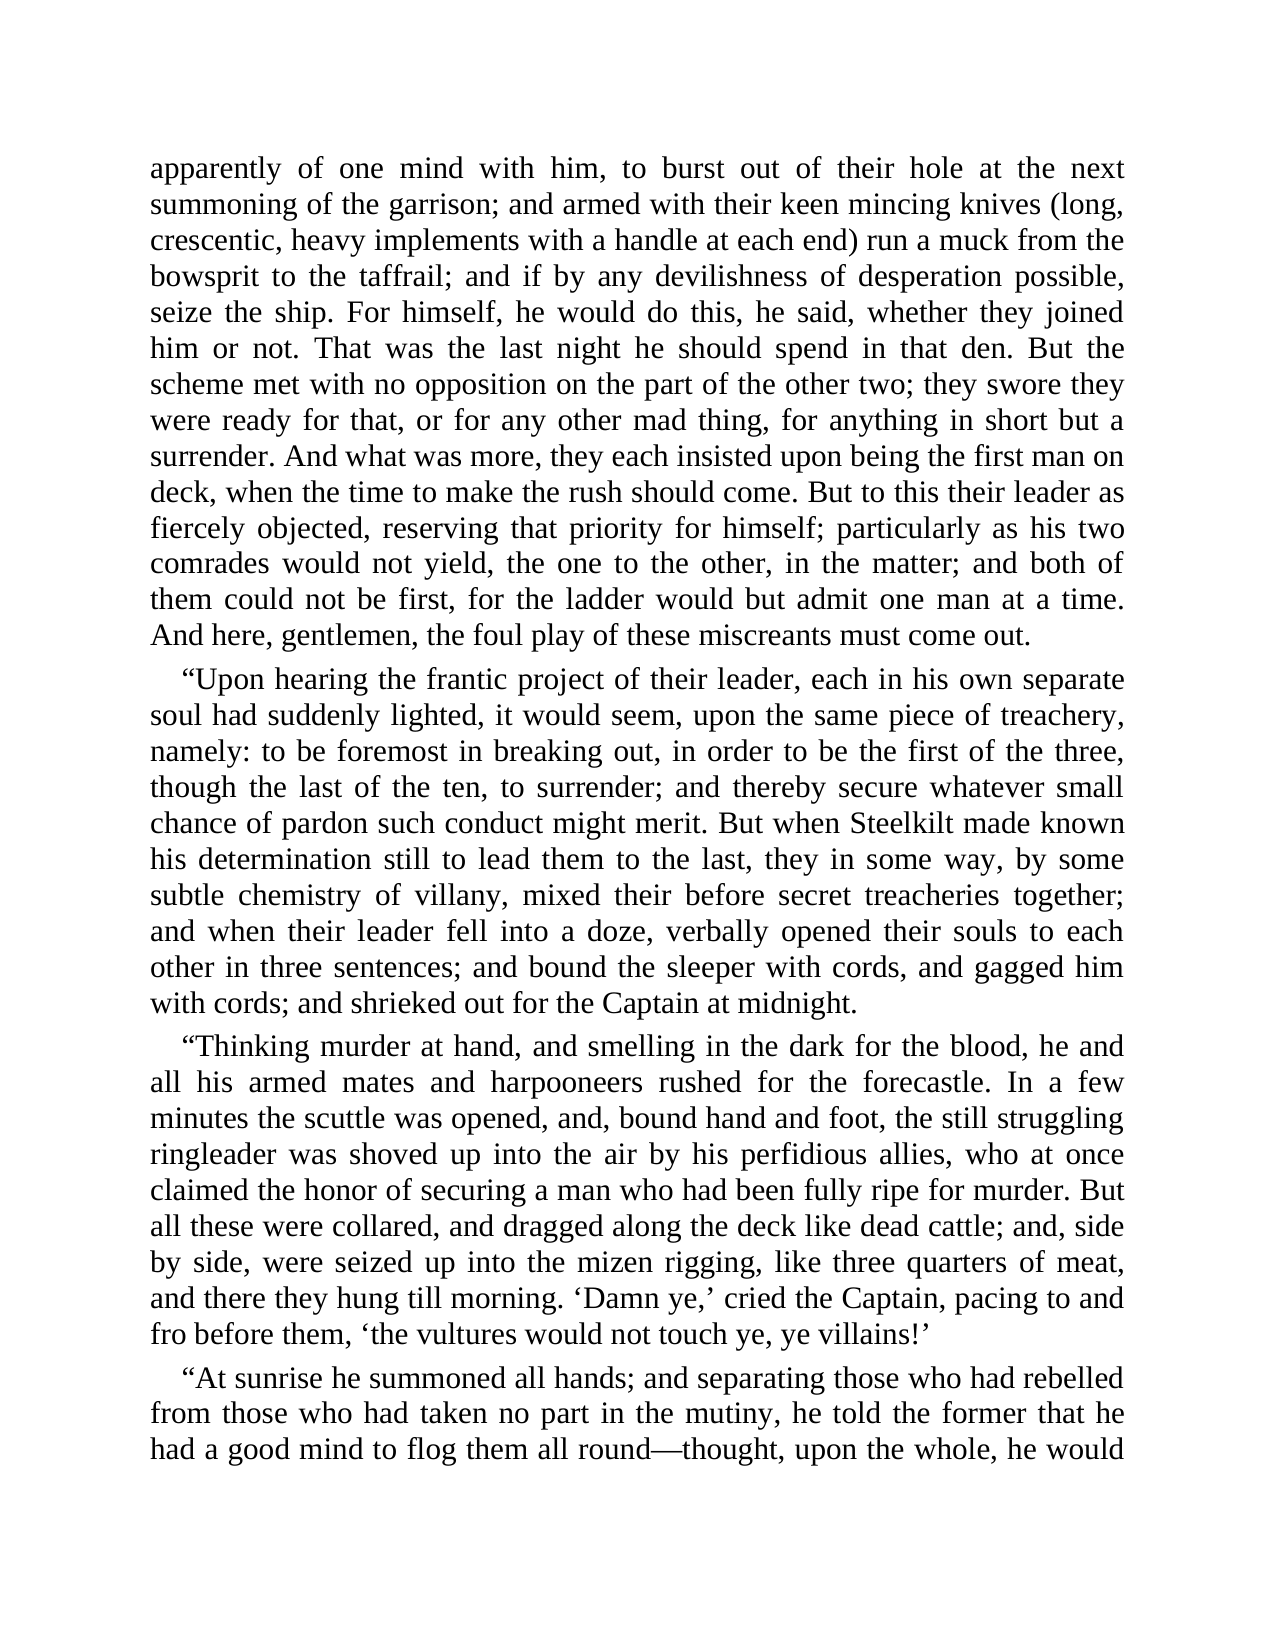 apparently of one mind with him, to burst out of their hole at the next
summoning of the garrison; and armed with their keen mincing knives (long,
crescentic, heavy implements with a handle at each end) run a muck from the
bowsprit to the taffrail; and if by any devilishness of desperation possible,
seize the ship. For himself, he would do this, he said, whether they joined
him or not. That was the last night he should spend in that den. But the
scheme met with no opposition on the part of the other two; they swore they
were ready for that, or for any other mad thing, for anything in short but a
surrender. And what was more, they each insisted upon being the first man on
deck, when the time to make the rush should come. But to this their leader as
fiercely objected, reserving that priority for himself; particularly as his two
comrades would not yield, the one to the other, in the matter; and both of
them could not be first, for the ladder would but admit one man at a time.
And here, gentlemen, the foul play of these miscreants must come out.
“Upon hearing the frantic project of their leader, each in his own separate
soul had suddenly lighted, it would seem, upon the same piece of treachery,
namely: to be foremost in breaking out, in order to be the first of the three,
though the last of the ten, to surrender; and thereby secure whatever small
chance of pardon such conduct might merit. But when Steelkilt made known
his determination still to lead them to the last, they in some way, by some
subtle chemistry of villany, mixed their before secret treacheries together;
and when their leader fell into a doze, verbally opened their souls to each
other in three sentences; and bound the sleeper with cords, and gagged him
with cords; and shrieked out for the Captain at midnight.
“Thinking murder at hand, and smelling in the dark for the blood, he and
all his armed mates and harpooneers rushed for the forecastle. In a few
minutes the scuttle was opened, and, bound hand and foot, the still struggling
ringleader was shoved up into the air by his perfidious allies, who at once
claimed the honor of securing a man who had been fully ripe for murder. But
all these were collared, and dragged along the deck like dead cattle; and, side
by side, were seized up into the mizen rigging, like three quarters of meat,
and there they hung till morning. ‘Damn ye,’ cried the Captain, pacing to and
fro before them, ‘the vultures would not touch ye, ye villains!’
“At sunrise he summoned all hands; and separating those who had rebelled
from those who had taken no part in the mutiny, he told the former that he
had a good mind to flog them all round—thought, upon the whole, he would